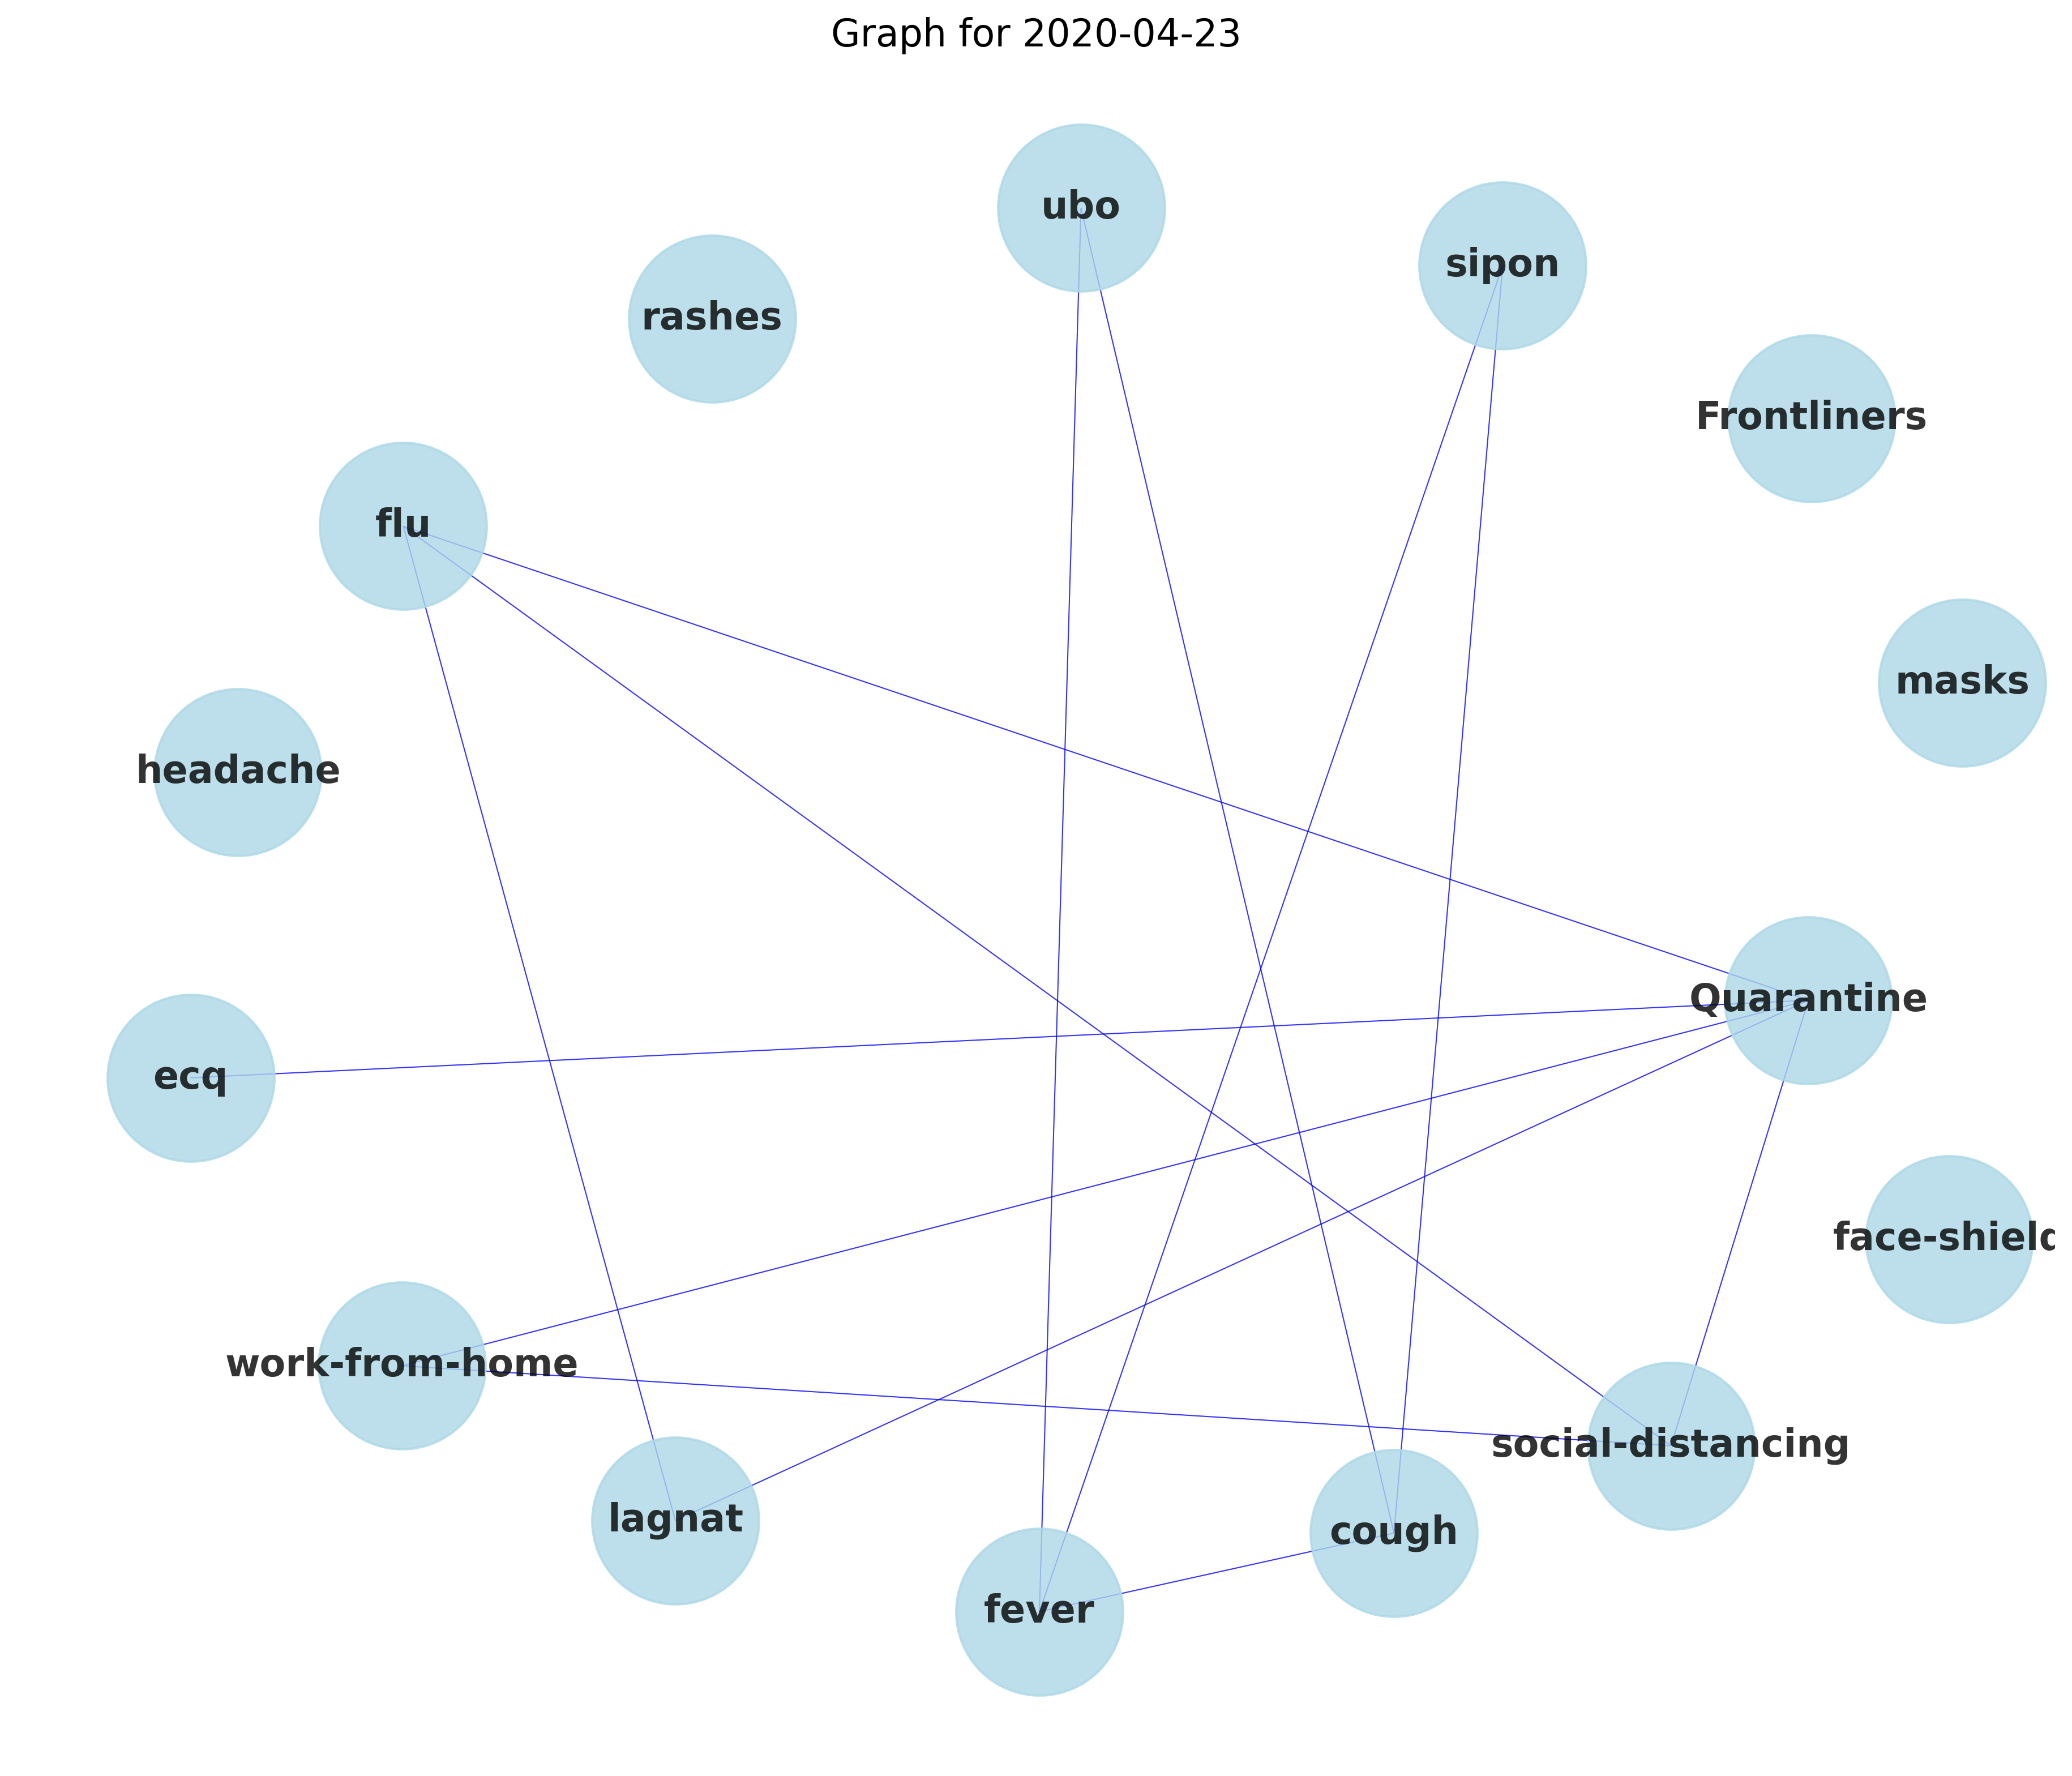 Graph for 2020-04-23
ubo
sipon
rashes
Frontliners
flu
masks
headache
Quarantine
ecq
face-shield
work-from-home
social-distancing
lagnat
cough
fever